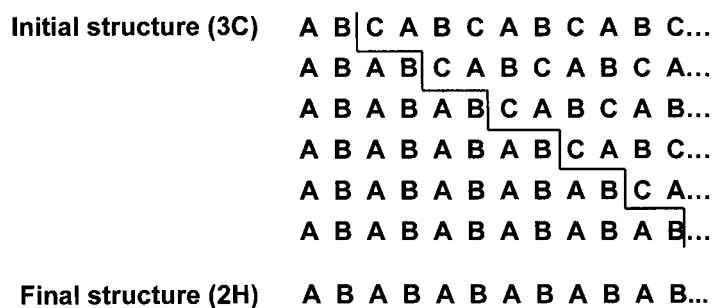 Initial structure (3C) A B C A B C A B C A B C...
A B A B C A B C A B C A...
A B A B A B C A B C A B...
A B A B A B A B C A B C...
A B A B A B A B A B C A...
A B A B A B A B A B A B...
Final structure (2H) A B A B A B A B A B A B...